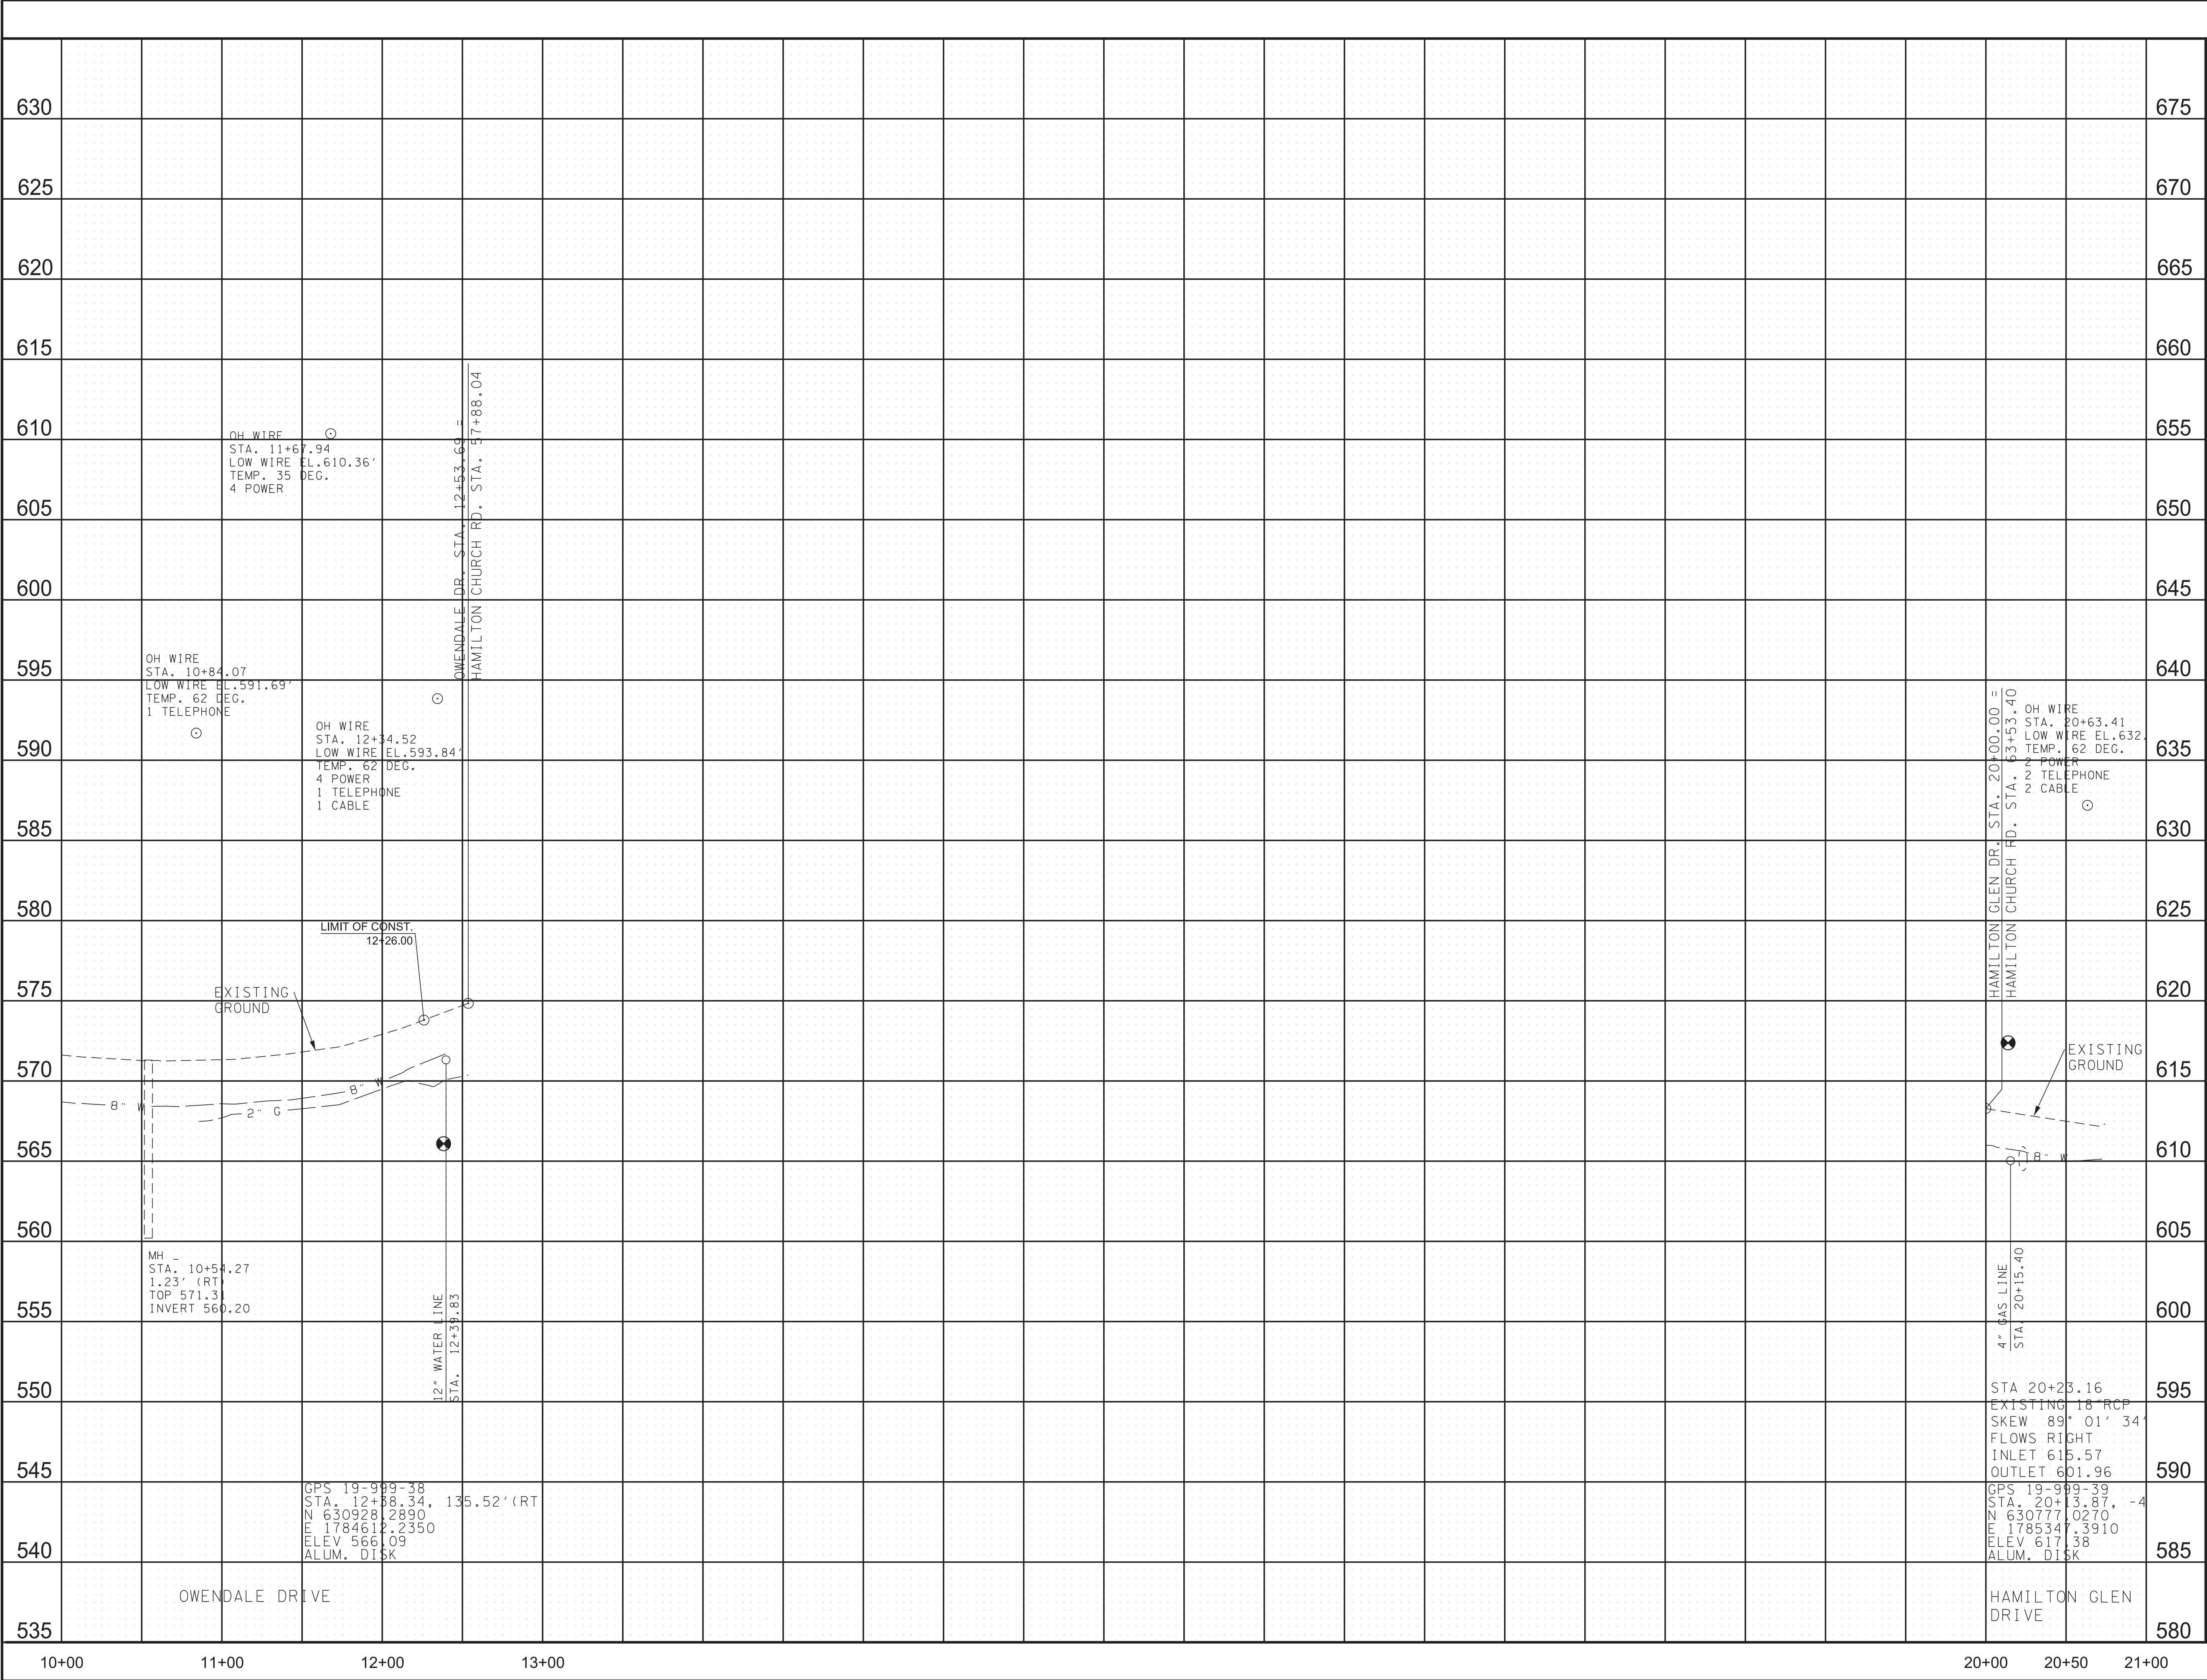 630
625
620
615
610
605
600
595
590
585
580
575
570
565
560
555
550
545
540
535
OH WIRE
STA. 11+67.94
LOW WIRE EL.610.36'
TEMP. 35 DEG.
4 POWER
OWENDALE DR. STA. 12+53.69 =
HAMILTON CHURCH RD. STA. 57+88.04
OH WIRE
STA. 10+84.07
LOW WIRE EL.591.69'
TEMP. 62 DEG.
1 TELEPHONE
OH WIRE
STA. 12+34.52
LOW WIRE EL.593.84'
TEMP. 62 DEG.
4 POWER
1 TELEPHONE
1 CABLE
LIMIT OF CONST.
12+26.00
EXISTING
GROUND
8" W
8" W
2" G
MH _
STA. 10+54.27
1.23' (RT)
TOP 571.31
INVERT 560.20
12" WATER LINE
STA. 12+39.83
GPS 19-999-38
STA. 12+38.34, 135.52'(RT
N 630928.2890
E 1784612.2350
ELEV 566.09
ALUM. DISK
OWENDALE DRIVE
HAMILTON GLEN DR. STA. 20+00.00 =
HAMILTON CHURCH RD. STA. 63+53.40
OH WIRE
STA. 20+63.41
LOW WIRE EL.632.
TEMP. 62 DEG.
2 POWER
2 TELEPHONE
2 CABLE
EXISTING
GROUND
8" W
4" GAS LINE
STA. 20+15.40
STA 20+23.16
EXISTING 18"RCP
SKEW 89° 01' 34'
FLOWS RIGHT
INLET 615.57
OUTLET 601.96
GPS 19-999-39
STA. 20+13.87, -4
N 630777.0270
E 1785347.3910
ELEV 617.38
ALUM. DISK
HAMILTON GLEN
DRIVE
675
670
665
660
655
650
645
640
635
630
625
620
615
610
605
600
595
590
585
580
10+00
11+00
12+00
13+00
20+00
20+50
21+00